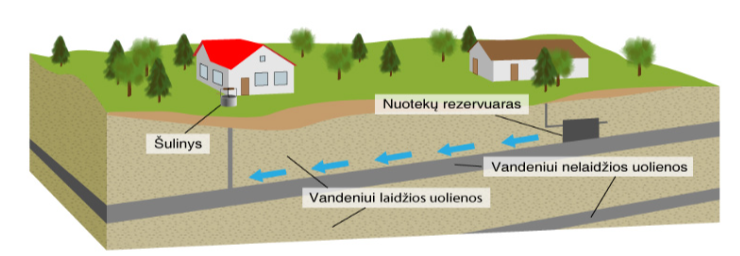 Nuotekų rezervuaras
Šulinys
Vandeniui nelaidžios uolienos
Vandeniui laidžios uolienos